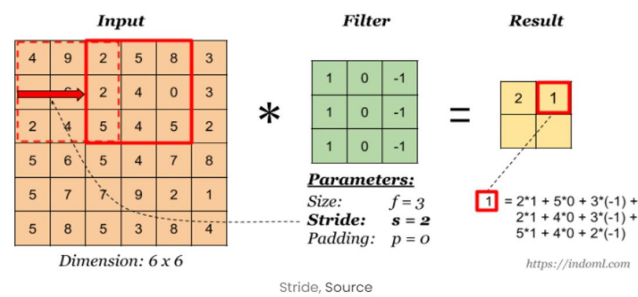 Input Filter Result
4 9 2 5 8 3
2 4 0 3
2 4 5 4 5 2
5 6 5 4 7 8
5 7 7 9 2 1
5 8 5 3 8 4
Dimension: 6 x 6
*
1 0 -1
1 0 -1
1 0 -1
Parameters:
Size: f = 3
Stride: s = 2
Padding: p = 0
=
2 1
1 = 2*1 + 5*0 + 3*(-1) +
2*1 + 4*0 + 3*(-1) +
5*1 + 4*0 + 2*(-1)
https://indoml.com
Stride, Source